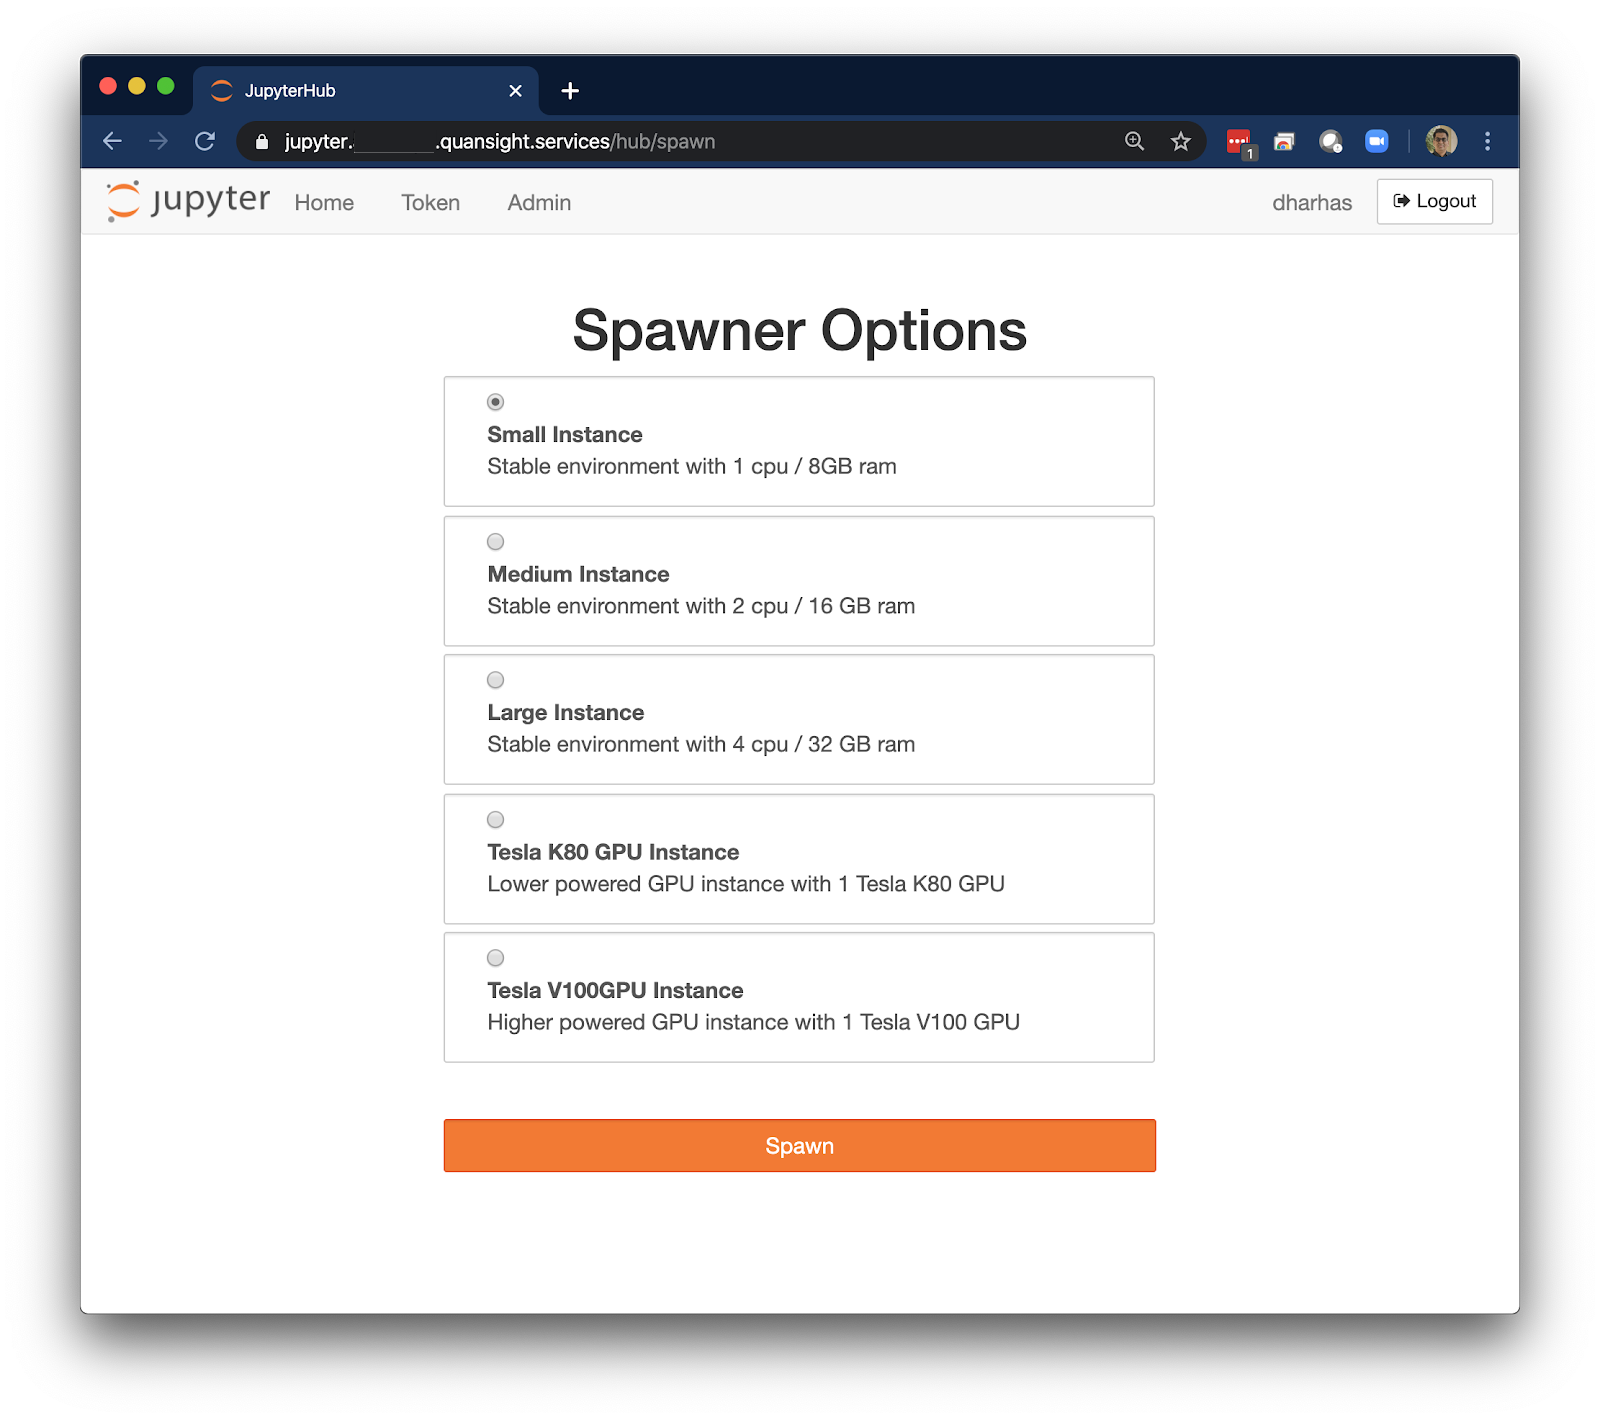 JupyterHub
jupyter. .quansight.services/hub/spawn
1
jupyter Home Token Admin dharhas Logout
Spawner Options
Small Instance
Stable environment with 1 cpu / 8GB ram
Medium Instance
Stable environment with 2 cpu / 16 GB ram
Large Instance
Stable environment with 4 cpu / 32 GB ram
Tesla K80 GPU Instance
Lower powered GPU instance with 1 Tesla K80 GPU
Tesla V100GPU Instance
Higher powered GPU instance with 1 Tesla V100 GPU
Spawn